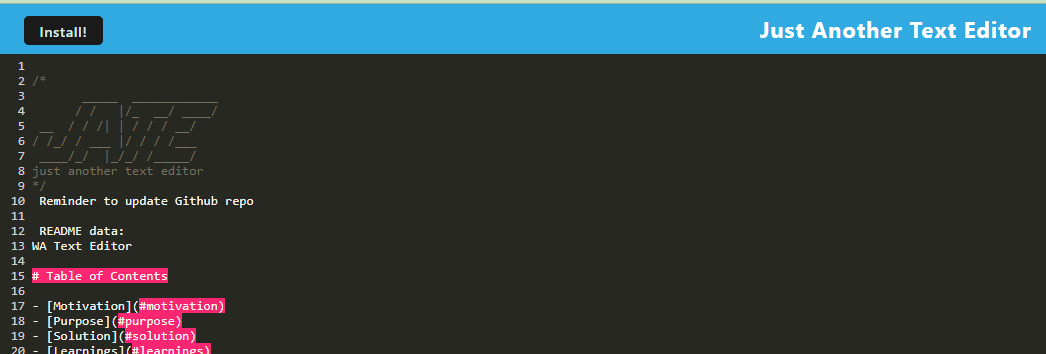 Install!
Just Another Text Editor
1
2 /*
3        _____  ____________
4       / /   |/_  __/ ____/
5  __  / / /| | / / / __/
6 / /_/ / ___ |/ / / /___
7  ____/_/  |_/_/ /_____/
8 just another text editor
9 */
10  Reminder to update Github repo
11
12  README data:
13 WA Text Editor
14
15 # Table of Contents
16
17 - [Motivation](#motivation)
18 - [Purpose](#purpose)
19 - [Solution](#solution)
20 - [Learnings](#learnings)